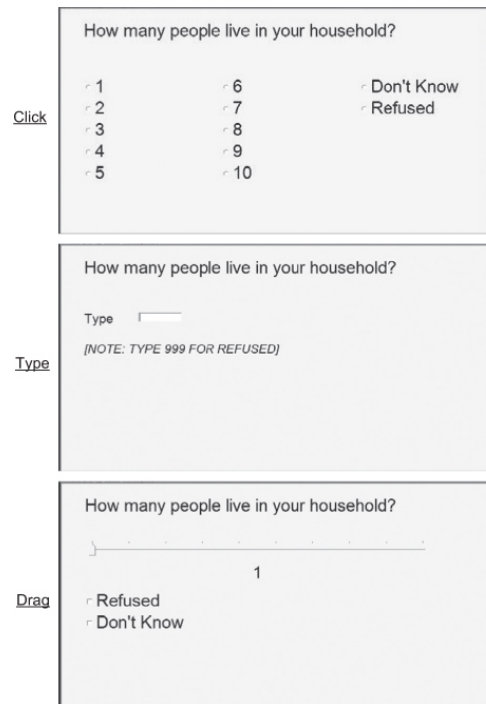 How many people live in your household?
1 6 Don't Know
2 7 Refused
Click
3 8
4 9
5 10
How many people live in your household?
Type
[NOTE: TYPE 999 FOR REFUSED]
Type
How many people live in your household?
1
Drag
Refused
Don't Know